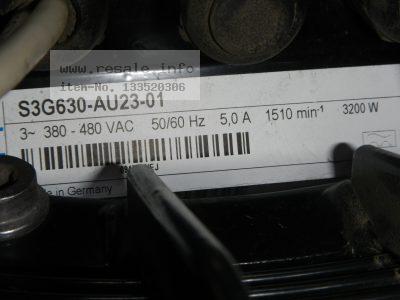 www.resale.info
item-No. 133520306
S3G630-AU23-01
3~ 380 - 480 VAC 50/60 Hz 5,0 A 1510 min⁻¹ 3200 W
Made in Germany